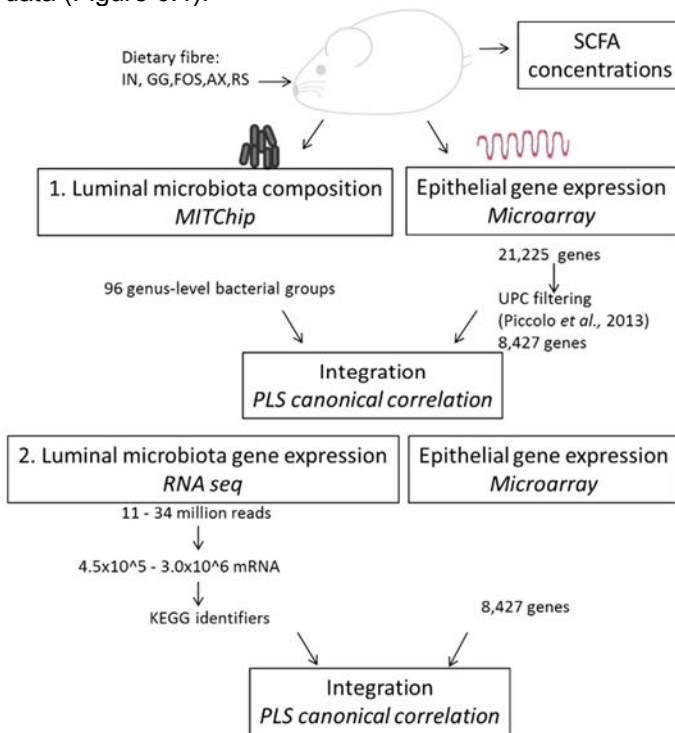 data (Figure 6.4).
Dietary fibre:
IN, GG,FOS,AX,RS
SCFA
concentrations
1. Luminal microbiota composition
MITChip
Epithelial gene expression
Microarray
21,225 genes
96 genus-level bacterial groups
UPC filtering
(Piccolo et al., 2013)
8,427 genes
Integration
PLS canonical correlation
2. Luminal microbiota gene expression
RNA seq
Epithelial gene expression
Microarray
11 - 34 million reads
4.5x10^5 - 3.0x10^6 mRNA
KEGG identifiers
8,427 genes
Integration
PLS canonical correlation